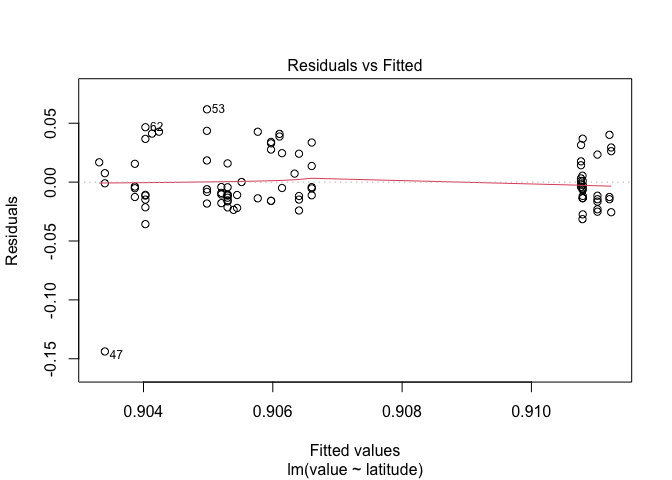 Residuals vs Fitted
Residuals
0.05
0.00
-0.05
-0.10
-0.15
62
53
47
0.904 0.906 0.908 0.910
Fitted values
lm(value ~ latitude)